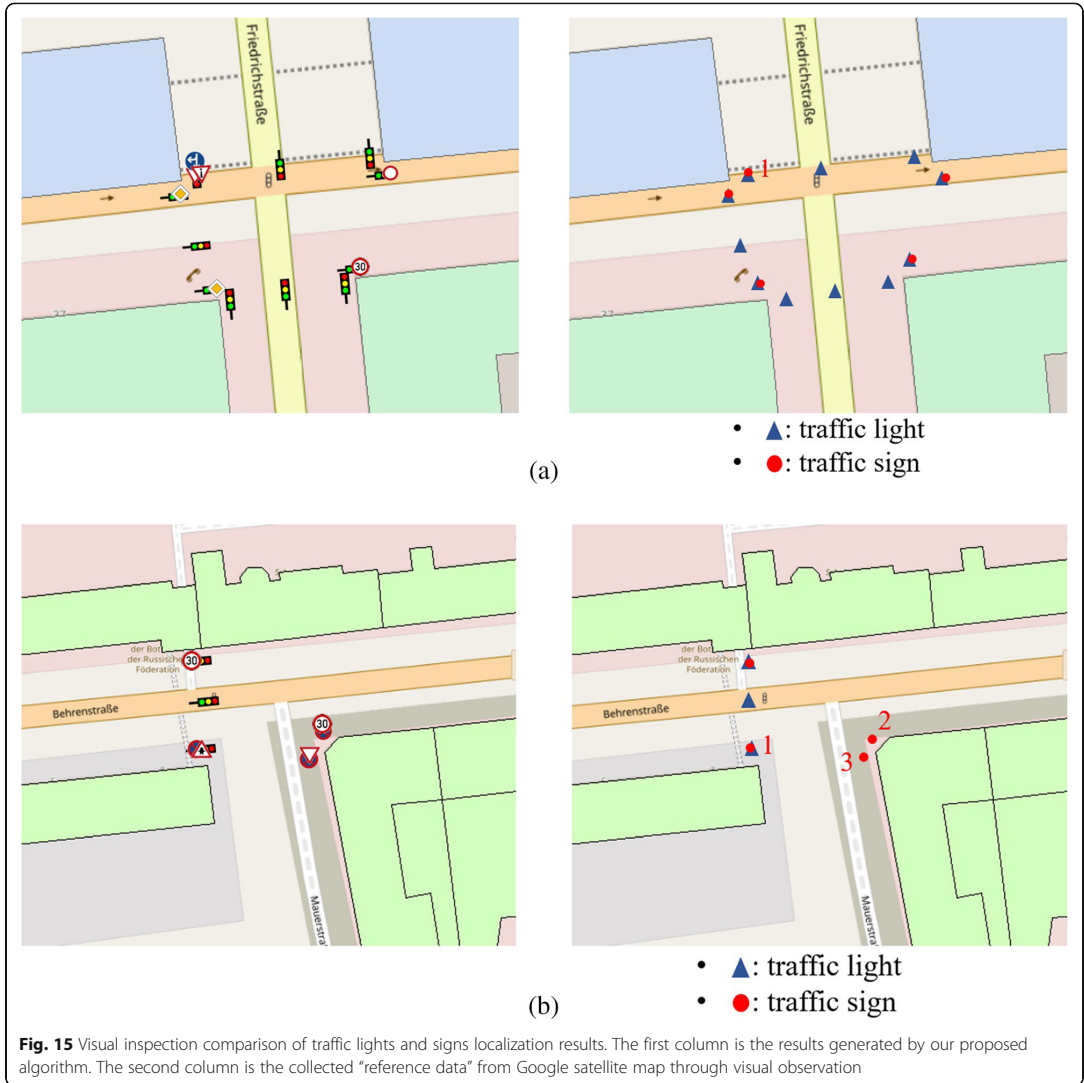 Friedrichstraße
Friedrichstraße
1
30
37
37
▲: traffic light
●: traffic sign
(a)
der Bot
der Russische
Föderation
30
Behrenstraße
30
Mauerstra
der Bot
der Russischen
Föderation
Behrenstraße
1
2
3
Mauerstra
▲: traffic light
●: traffic sign
(b)
Fig. 15 Visual inspection comparison of traffic lights and signs localization results. The first column is the results generated by our proposed
algorithm. The second column is the collected “reference data” from Google satellite map through visual observation